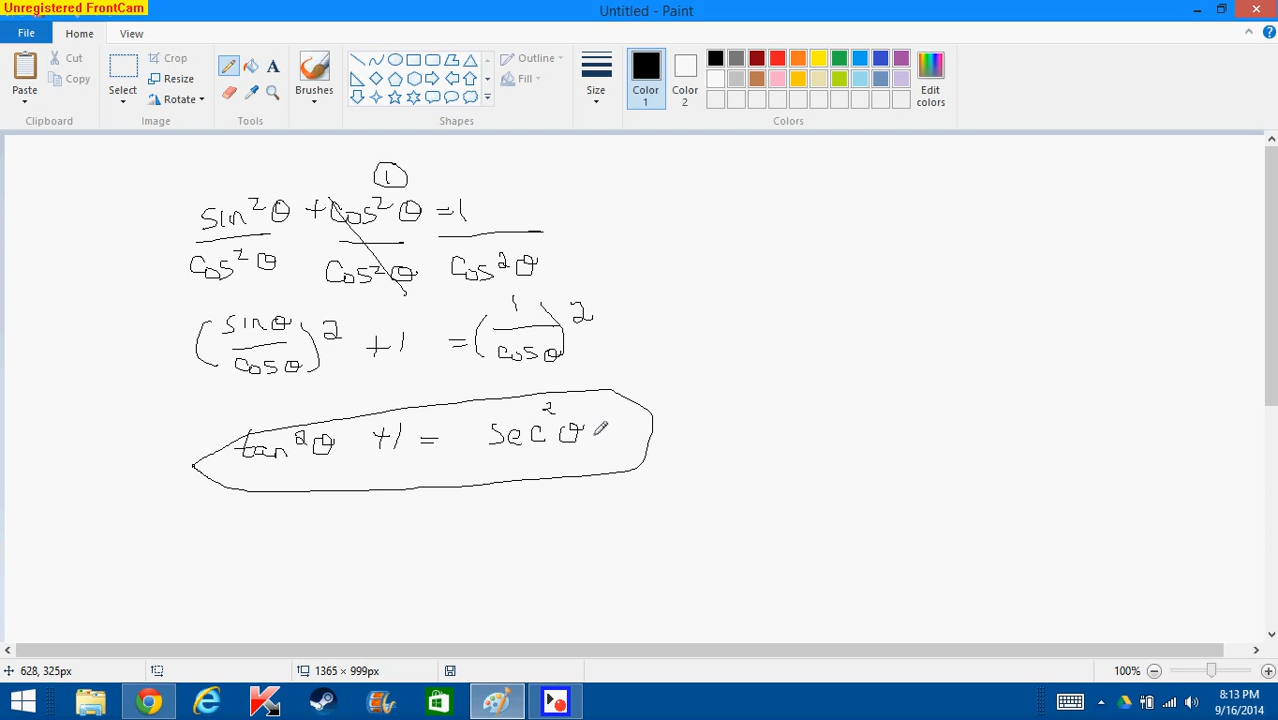 Unregistered FrontCam
Untitled - Paint
File Home View
Paste Cut Copy
Clipboard
Select Resize Rotate
Image
Tools
Brushes
Outline Fill
Shapes
Size
Color 1
Color 2
Edit colors
Colors
1
sin²θ + cos²θ = 1
cos²θ cos²θ cos²θ
(sinθ/cosθ)² + 1 = (1/cosθ)²
tan²θ +1 = sec²θ
628, 325px 1365 × 999px 100%
8:13 PM
9/16/2014